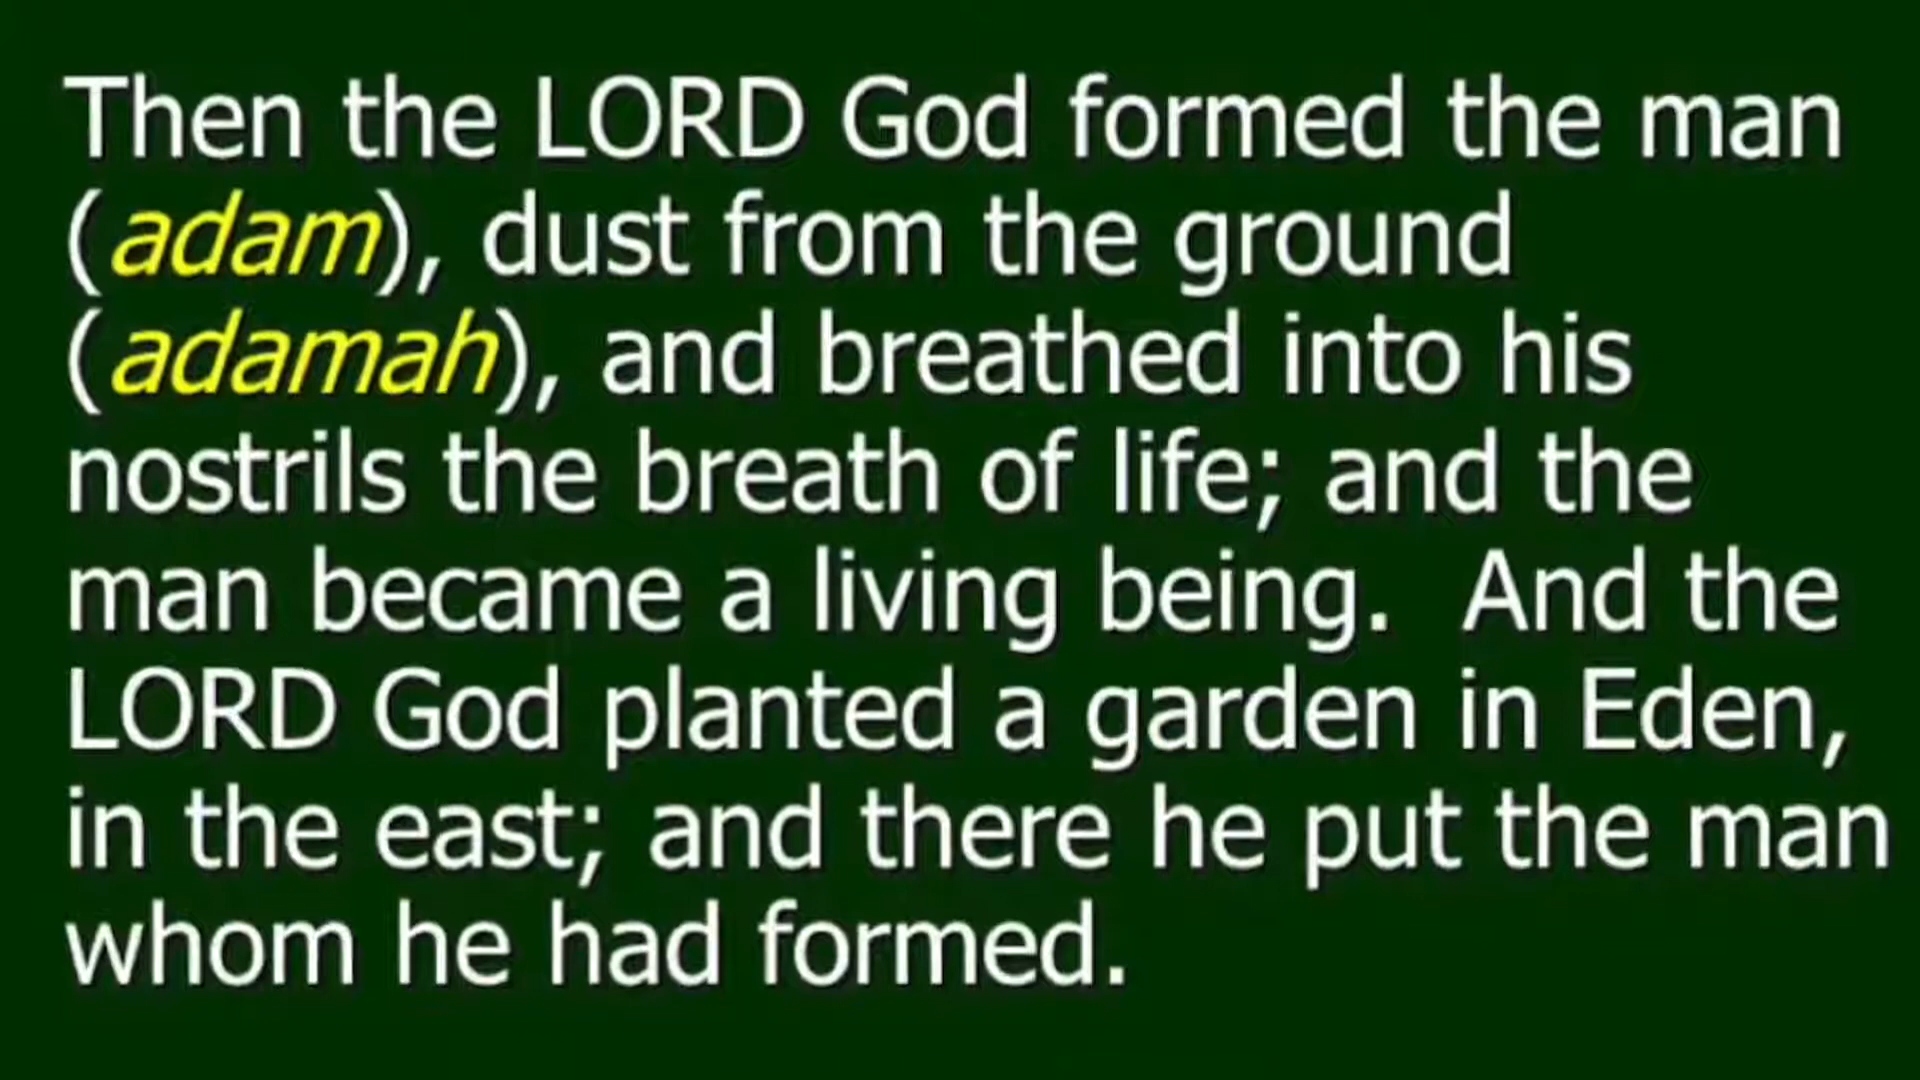 Then the LORD God formed the man
(adam), dust from the ground
(adamah), and breathed into his
nostrils the breath of life; and the
man became a living being.  And the
LORD God planted a garden in Eden,
in the east; and there he put the man
whom he had formed.